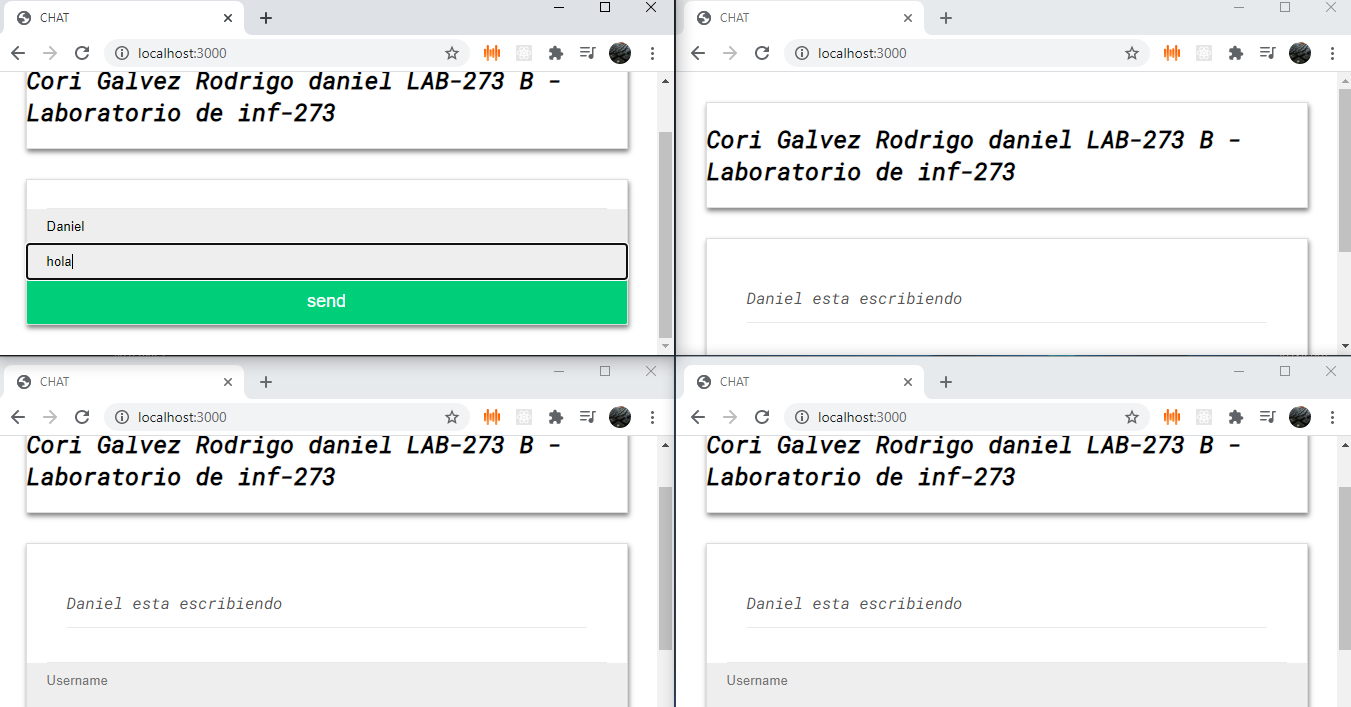 CHAT
localhost:3000
Cori Galvez Rodrigo daniel LAB-273 B -
Laboratorio de inf-273
Daniel
hola
send
CHAT
localhost:3000
Cori Galvez Rodrigo daniel LAB-273 B -
Laboratorio de inf-273
Daniel esta escribiendo
CHAT
localhost:3000
Cori Galvez Rodrigo daniel LAB-273 B -
Laboratorio de inf-273
Daniel esta escribiendo
Username
CHAT
localhost:3000
Cori Galvez Rodrigo daniel LAB-273 B -
Laboratorio de inf-273
Daniel esta escribiendo
Username